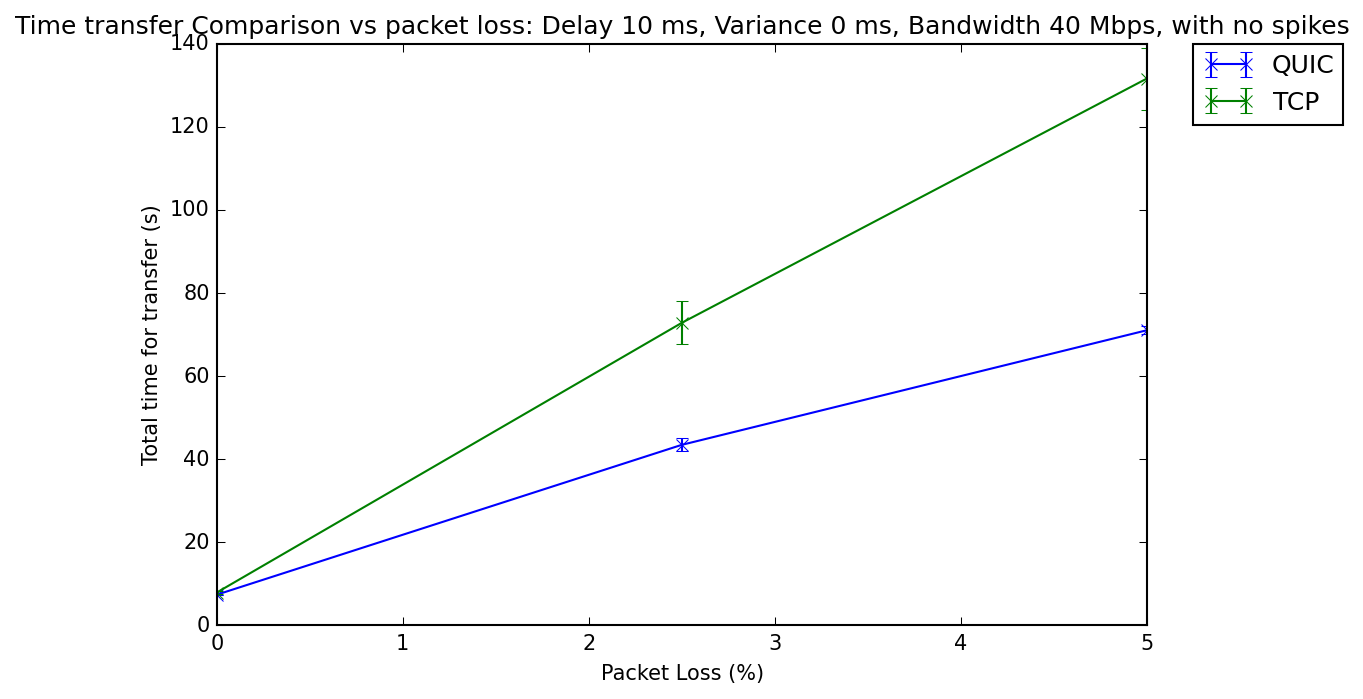 Time transfer Comparison vs packet loss: Delay 10 ms, Variance 0 ms, Bandwidth 40 Mbps, with no spikes
QUIC
TCP
Total time for transfer (s)
140
120
100
80
60
40
20
0
0 1 2 3 4 5
Packet Loss (%)